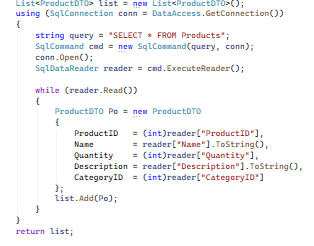 List<ProductDTO> list = new List<ProductDTO>();
using (SqlConnection conn = DataAccess.GetConnection())
{
    string query = "SELECT * FROM Products";
    SqlCommand cmd = new SqlCommand(query, conn);
    conn.Open();
    SqlDataReader reader = cmd.ExecuteReader();

    while (reader.Read())
    {
        ProductDTO Po = new ProductDTO
        {
            ProductID   = (int)reader["ProductID"],
            Name        = reader["Name"].ToString(),
            Quantity    = (int)reader["Quantity"],
            Description = reader["Description"].ToString(),
            CategoryID  = (int)reader["CategoryID"]
        };
        list.Add(Po);
    }
}
return list;